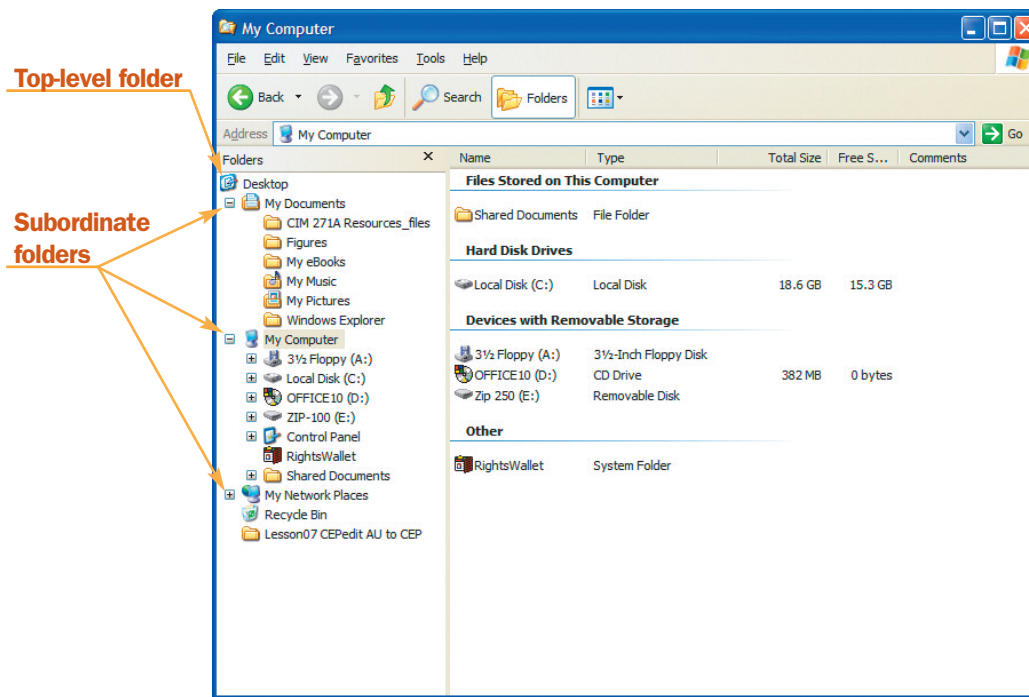 My Computer
File Edit View Favorites Tools Help
Top-level folder
Back Search Folders
Address My Computer Go
Folders X Name Type Total Size Free S... Comments
Desktop
Files Stored on This Computer
My Documents
Subordinate folders
CIM 271A Resources_files
Shared Documents File Folder
Figures
Hard Disk Drives
My eBooks
My Music
Local Disk (C:) Local Disk 18.6 GB 15.3 GB
My Pictures
Windows Explorer
Devices with Removable Storage
My Computer
3½ Floppy (A:)
3½ Floppy (A:) 3½-Inch Floppy Disk
Local Disk (C:)
OFFICE10 (D:) CD Drive 382 MB 0 bytes
OFFICE10 (D:)
Zip 250 (E:) Removable Disk
ZIP-100 (E:)
Other
Control Panel
RightsWallet
RightsWallet System Folder
Shared Documents
My Network Places
Recycle Bin
Lesson07 CEPedit AU to CEP